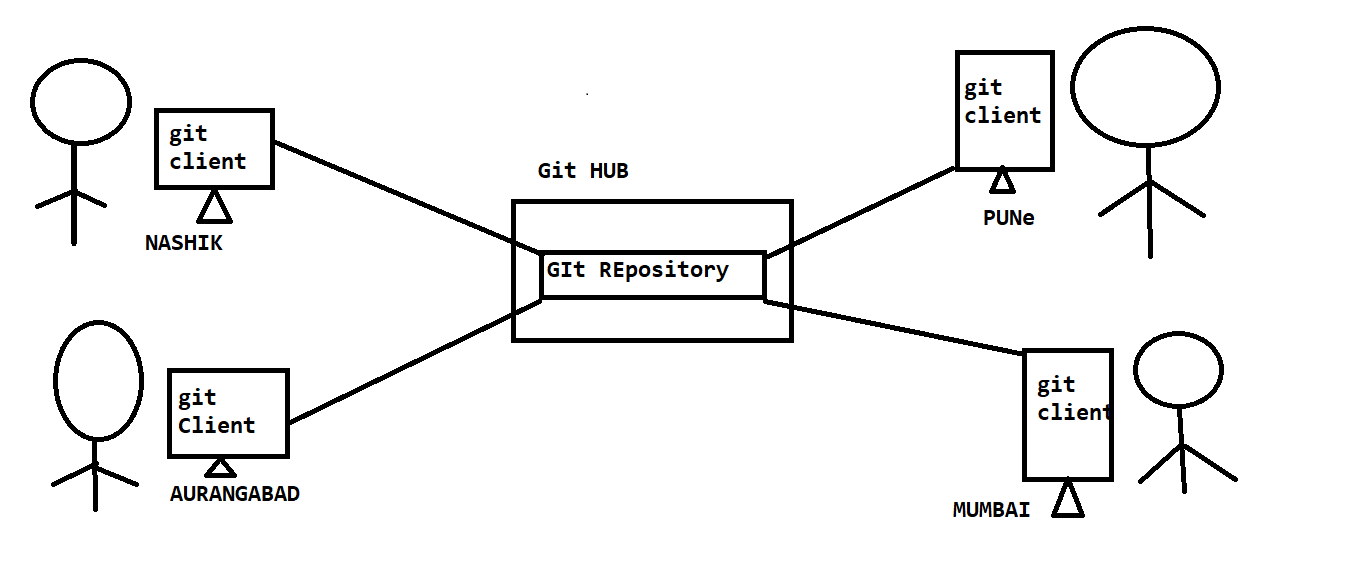 git
client
NASHIK
Git HUB
GIt REpository
git
client
PUNe
git
Client
AURANGABAD
git
client
MUMBAI